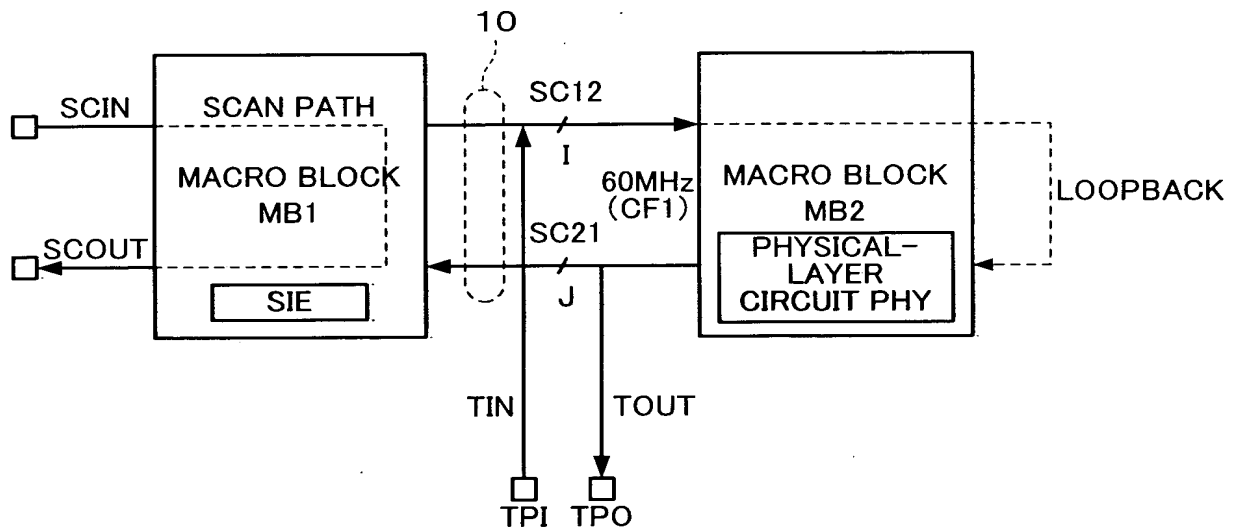 10
SCIN
SCAN PATH
SC12
I
MACRO BLOCK
MB1
60MHz
(CF1)
MACRO BLOCK
MB2
LOOPBACK
SCOUT
SC21
J
SIE
PHYSICAL-
LAYER
CIRCUIT PHY
TIN
TOUT
TPI
TPO